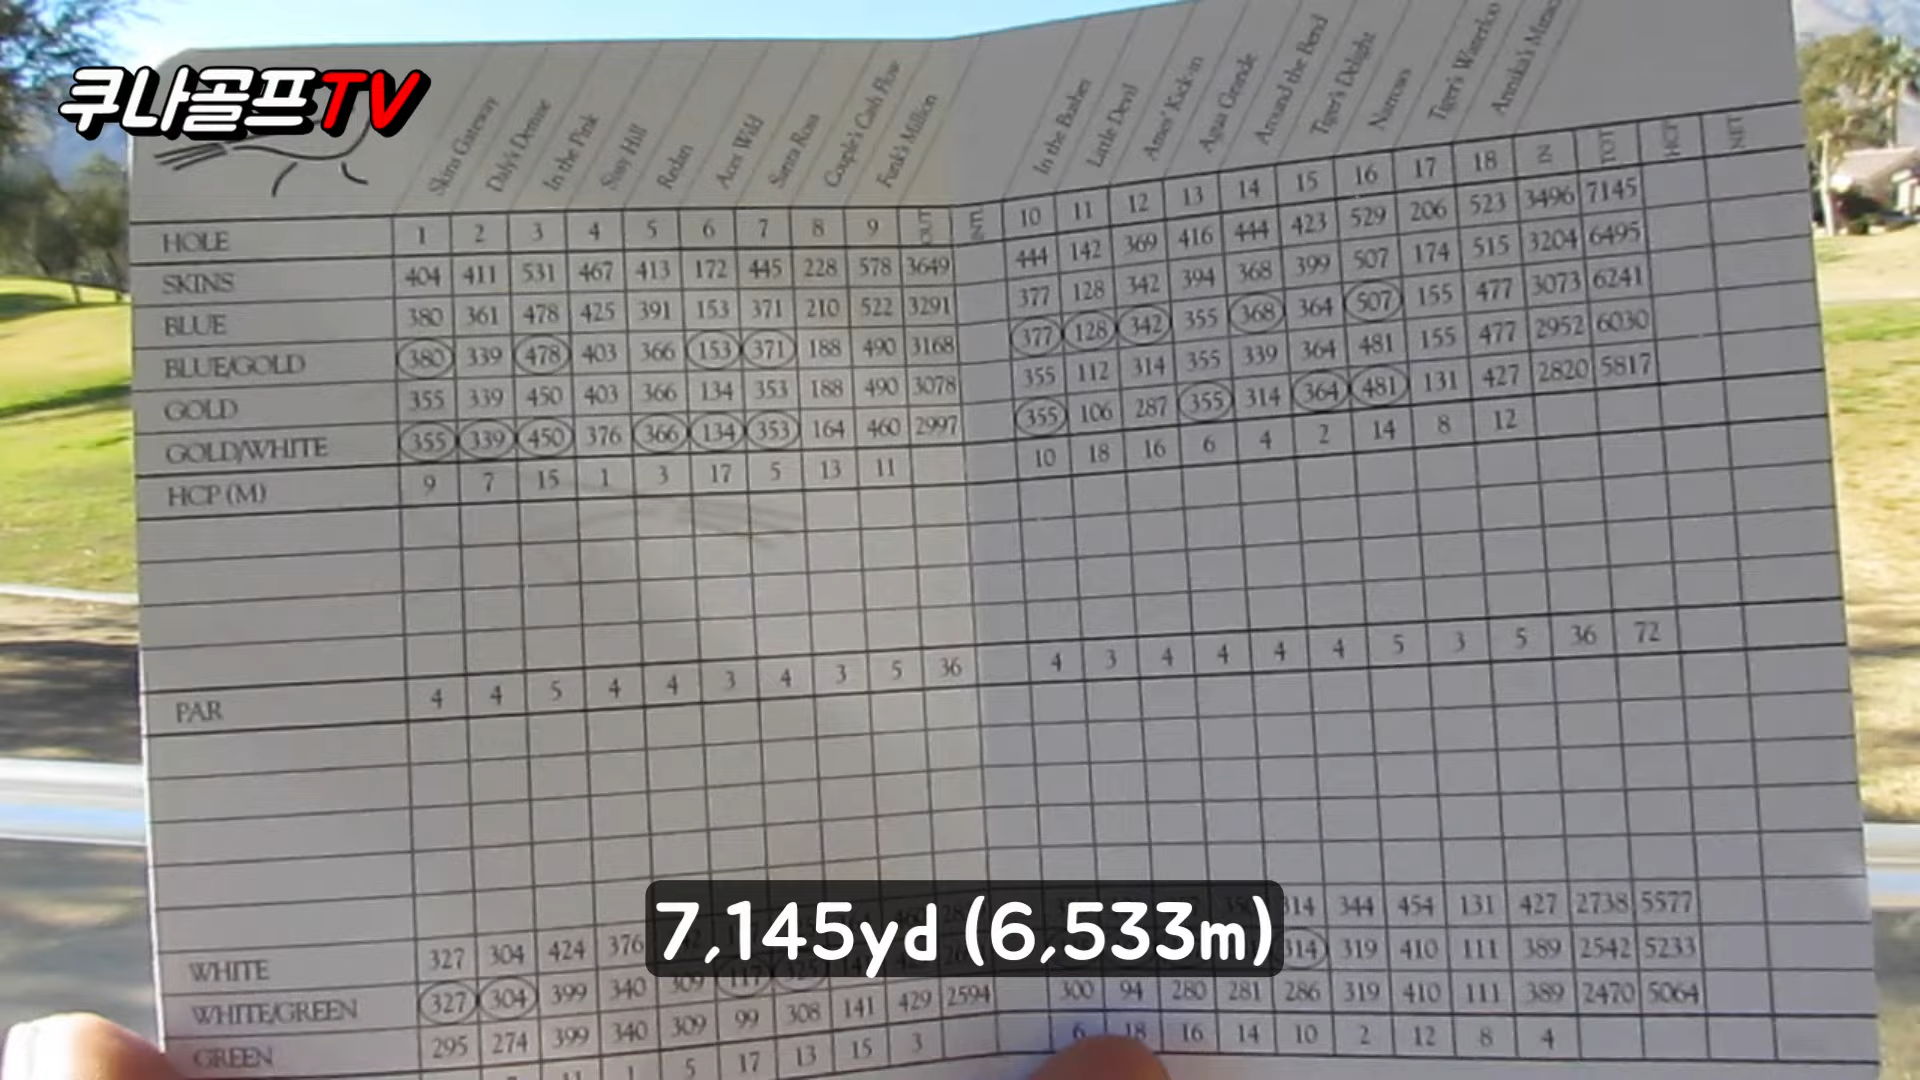 쿠나골프TV
Skins Gateway Daly's Demise In the Pink Sissy Hill Redan Aces Wild Santa Rosa Couple's Cash Flow Funk's Million In the Bushes Little Devil Arnies' Kick-in Agua Grande Around the Bend Tiger's Delight Narrows Tiger's Waterloo Annika's
HOLE 1 2 3 4 5 6 7 8 9 OUT INTL 10 11 12 13 14 15 16 17 18 IN TOT HCP NET
SKINS 404 411 531 467 413 172 445 228 578 3649 444 142 369 416 444 423 529 206 523 3496 7145
BLUE 380 361 478 425 391 153 371 210 522 3291 377 128 342 394 368 399 507 174 515 3204 6495
BLUE/GOLD 380 339 478 403 366 153 371 188 490 3168 377 128 342 355 368 364 507 155 477 3073 6241
GOLD 355 339 450 403 366 134 353 188 490 3078 355 112 314 355 339 364 481 155 477 2952 6030
GOLD/WHITE 355 339 450 376 366 134 353 164 460 2997 355 106 287 355 314 364 481 131 427 2820 5817
HCP (M) 9 7 15 1 3 17 5 13 11 10 18 16 6 4 2 14 8 12
PAR 4 4 5 4 4 3 4 3 5 36 4 3 4 4 4 4 5 3 5 36 72
WHITE 327 304 424 376 314 344 454 131 427 2738 5577
WHITE/GREEN 327 304 399 340 309 117 325 314 319 410 111 389 2542 5233
GREEN 295 274 399 340 309 99 308 141 429 2594 300 94 280 281 286 319 410 111 389 2470 5064
1 5 17 13 15 3 6 18 16 14 10 2 12 8 4
7,145yd (6,533m)